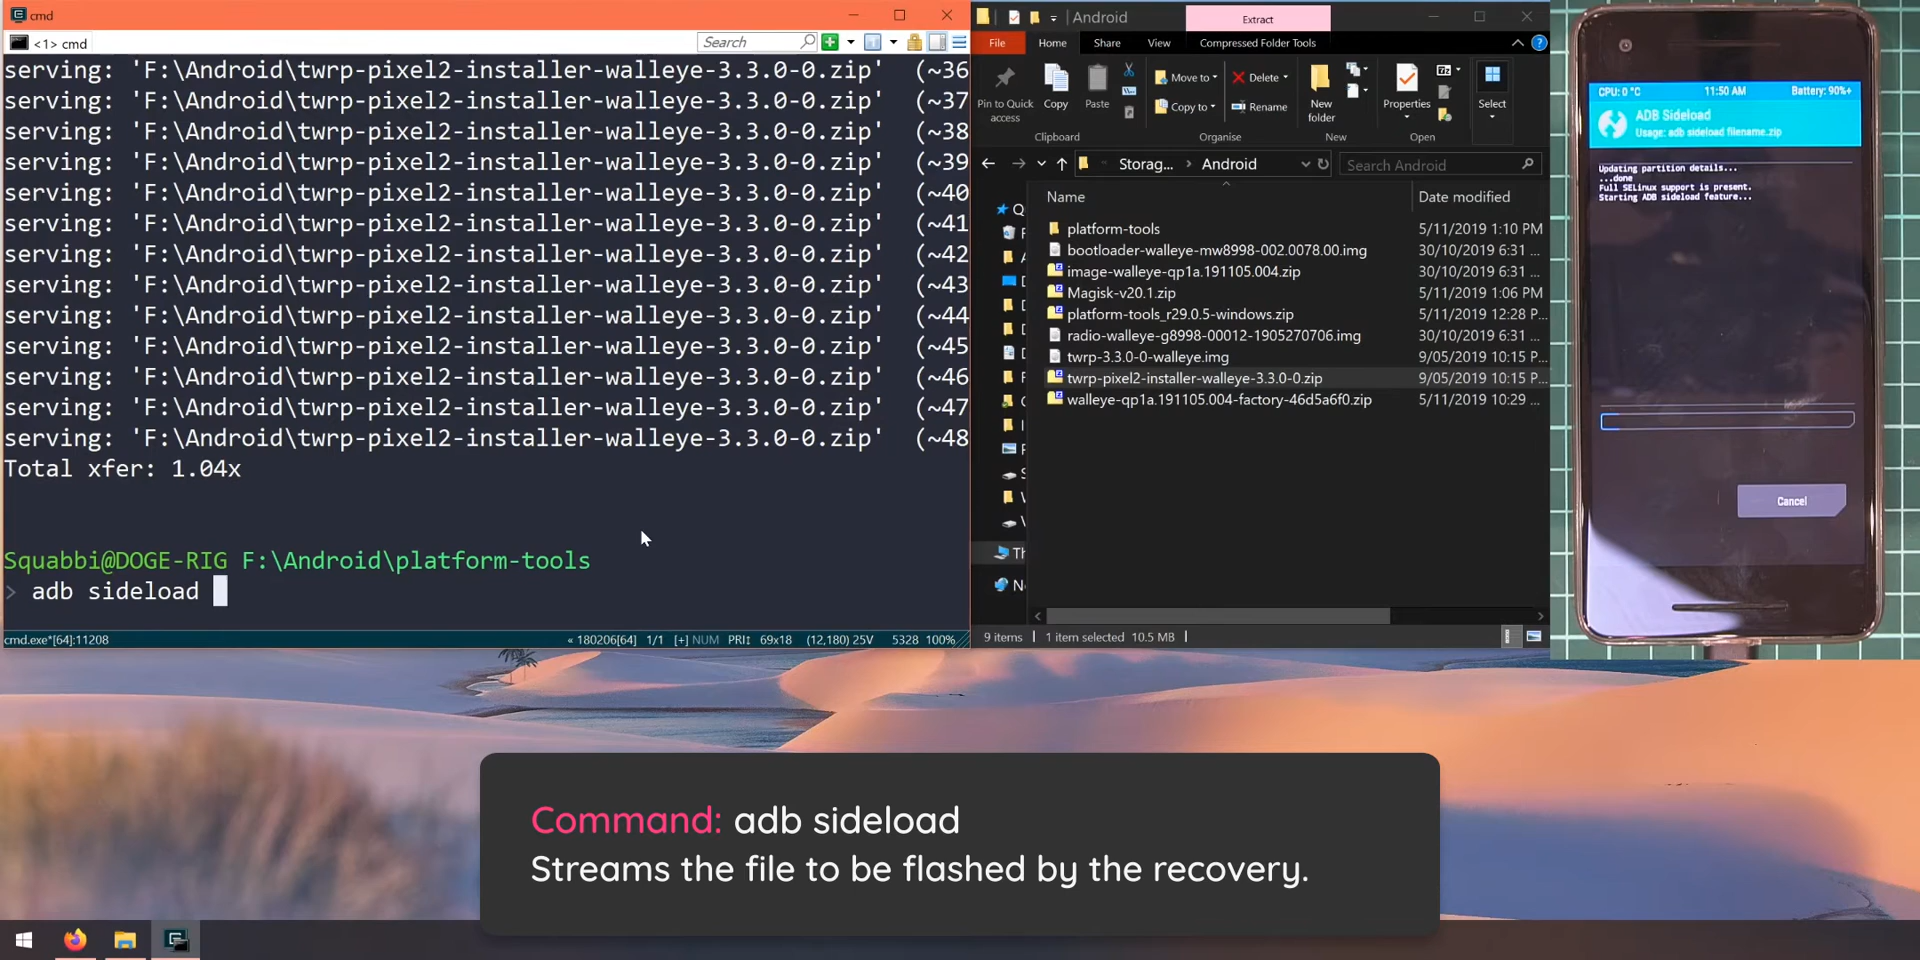 cmd
<1> cmd
Search
serving: 'F:\Android\twrp-pixel2-installer-walleye-3.3.0-0.zip' (~36
serving: 'F:\Android\twrp-pixel2-installer-walleye-3.3.0-0.zip' (~37
serving: 'F:\Android\twrp-pixel2-installer-walleye-3.3.0-0.zip' (~38
serving: 'F:\Android\twrp-pixel2-installer-walleye-3.3.0-0.zip' (~39
serving: 'F:\Android\twrp-pixel2-installer-walleye-3.3.0-0.zip' (~40
serving: 'F:\Android\twrp-pixel2-installer-walleye-3.3.0-0.zip' (~41
serving: 'F:\Android\twrp-pixel2-installer-walleye-3.3.0-0.zip' (~42
serving: 'F:\Android\twrp-pixel2-installer-walleye-3.3.0-0.zip' (~43
serving: 'F:\Android\twrp-pixel2-installer-walleye-3.3.0-0.zip' (~44
serving: 'F:\Android\twrp-pixel2-installer-walleye-3.3.0-0.zip' (~45
serving: 'F:\Android\twrp-pixel2-installer-walleye-3.3.0-0.zip' (~46
serving: 'F:\Android\twrp-pixel2-installer-walleye-3.3.0-0.zip' (~47
serving: 'F:\Android\twrp-pixel2-installer-walleye-3.3.0-0.zip' (~48
Total xfer: 1.04x
Squabbi@DOGE-RIG F:\Android\platform-tools
> adb sideload
cmd.exe*[64]:11208 « 180206[64] 1/1 [+] NUM PRI↕ 69x18 (12,180) 25V 5328 100%
Android
Extract
File Home Share View Compressed Folder Tools
Pin to Quick access
Copy
Paste
Move to
Copy to
Delete
Rename
New folder
Properties
Select
Clipboard Organise New Open
Storag... > Android
Search Android
Name Date modified
platform-tools 5/11/2019 1:10 PM
bootloader-walleye-mw8998-002.0078.00.img 30/10/2019 6:31 ...
image-walleye-qp1a.191105.004.zip 30/10/2019 6:31 ...
Magisk-v20.1.zip 5/11/2019 1:06 PM
platform-tools_r29.0.5-windows.zip 5/11/2019 12:28 P...
radio-walleye-g8998-00012-1905270706.img 30/10/2019 6:31 ...
twrp-3.3.0-0-walleye.img 9/05/2019 10:15 P...
twrp-pixel2-installer-walleye-3.3.0-0.zip 9/05/2019 10:15 P...
walleye-qp1a.191105.004-factory-46d5a6f0.zip 5/11/2019 10:29 ...
9 items 1 item selected 10.5 MB
CPU: 0 °C 11:50 AM Battery: 90%+
ADB Sideload
Usage: adb sideload filename.zip
Updating partition details...
...done
Full SELinux support is present.
Starting ADB sideload feature...
Cancel
Command: adb sideload
Streams the file to be flashed by the recovery.